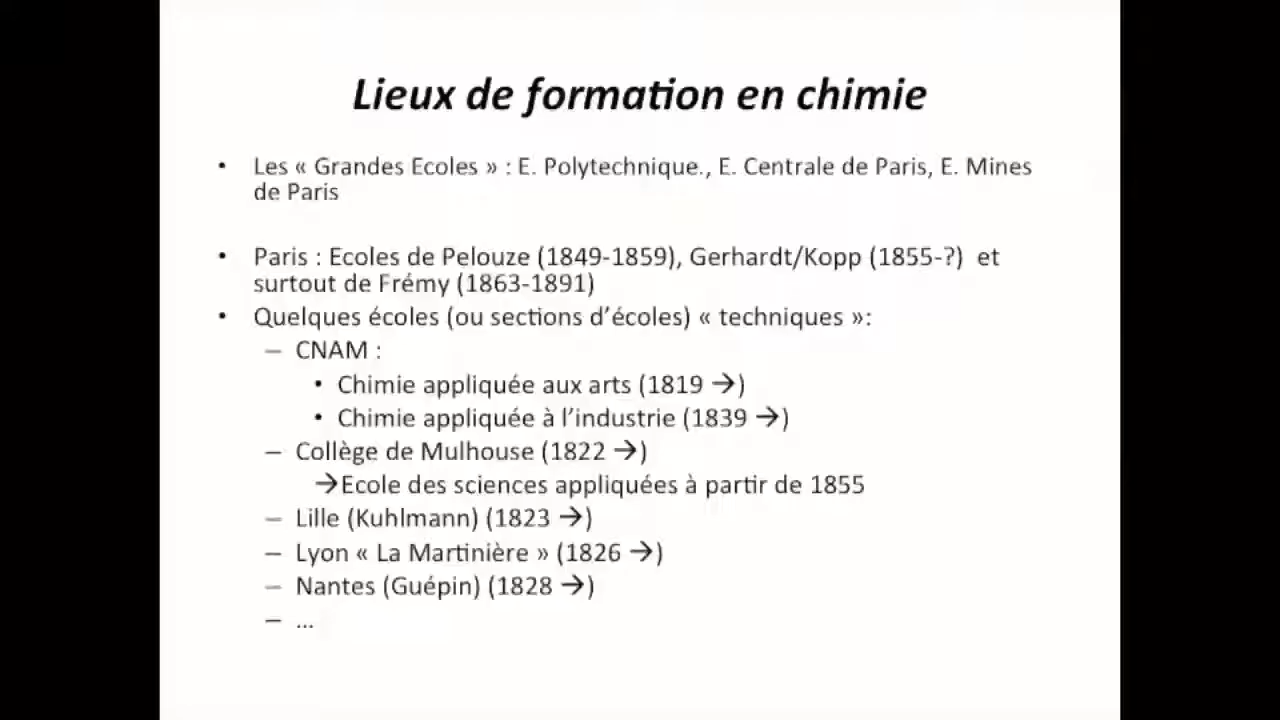 Lieux de formation en chimie
• Les « Grandes Ecoles » : E. Polytechnique., E. Centrale de Paris, E. Mines
de Paris
• Paris : Ecoles de Pelouze (1849-1859), Gerhardt/Kopp (1855-?) et
surtout de Frémy (1863-1891)
• Quelques écoles (ou sections d’écoles) « techniques »:
– CNAM :
• Chimie appliquée aux arts (1819 →)
• Chimie appliquée à l’industrie (1839 →)
– Collège de Mulhouse (1822 →)
→Ecole des sciences appliquées à partir de 1855
– Lille (Kuhlmann) (1823 →)
– Lyon « La Martinière » (1826 →)
– Nantes (Guépin) (1828 →)
– ...